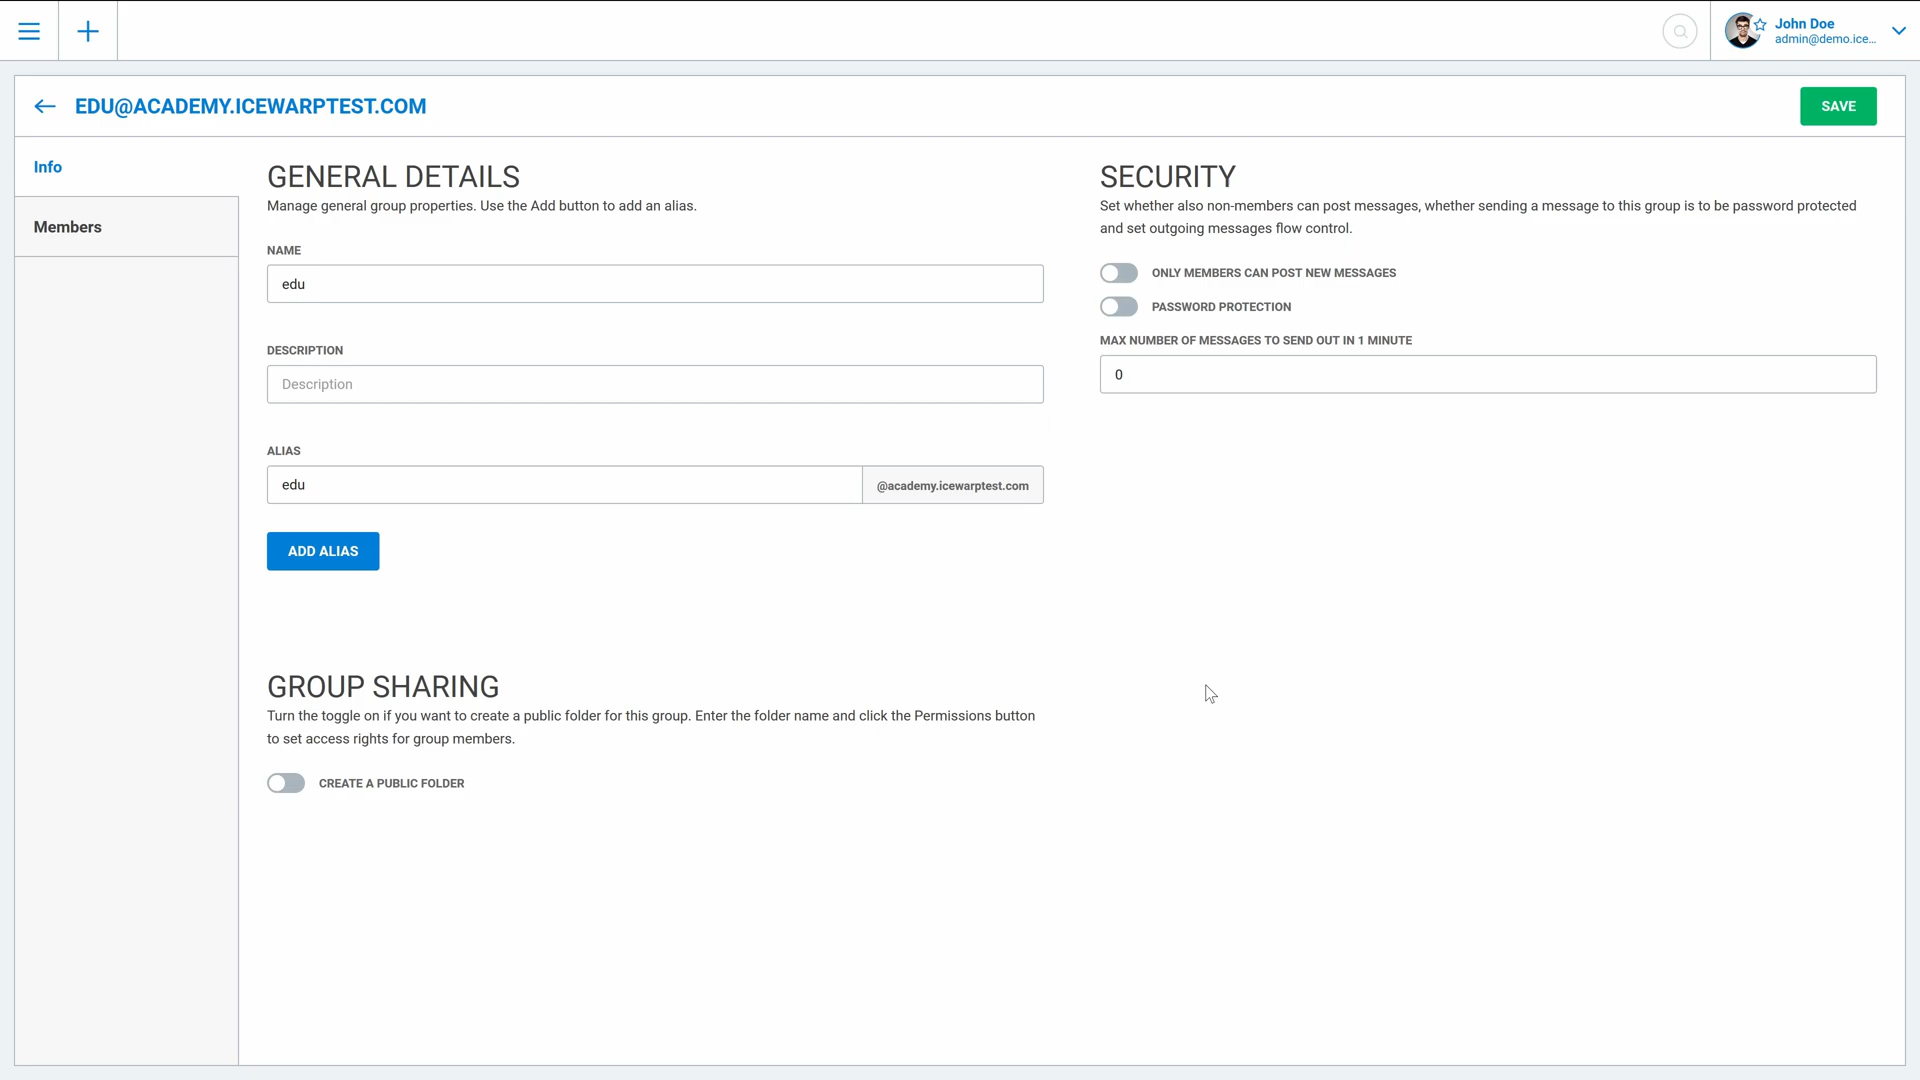 John Doe
admin@demo.ice...
EDU@ACADEMY.ICEWARPTEST.COM
SAVE
Info
Members
GENERAL DETAILS
Manage general group properties. Use the Add button to add an alias.
NAME
edu
DESCRIPTION
Description
ALIAS
edu
@academy.icewarptest.com
ADD ALIAS
GROUP SHARING
Turn the toggle on if you want to create a public folder for this group. Enter the folder name and click the Permissions button
to set access rights for group members.
CREATE A PUBLIC FOLDER
SECURITY
Set whether also non-members can post messages, whether sending a message to this group is to be password protected
and set outgoing messages flow control.
ONLY MEMBERS CAN POST NEW MESSAGES
PASSWORD PROTECTION
MAX NUMBER OF MESSAGES TO SEND OUT IN 1 MINUTE
0